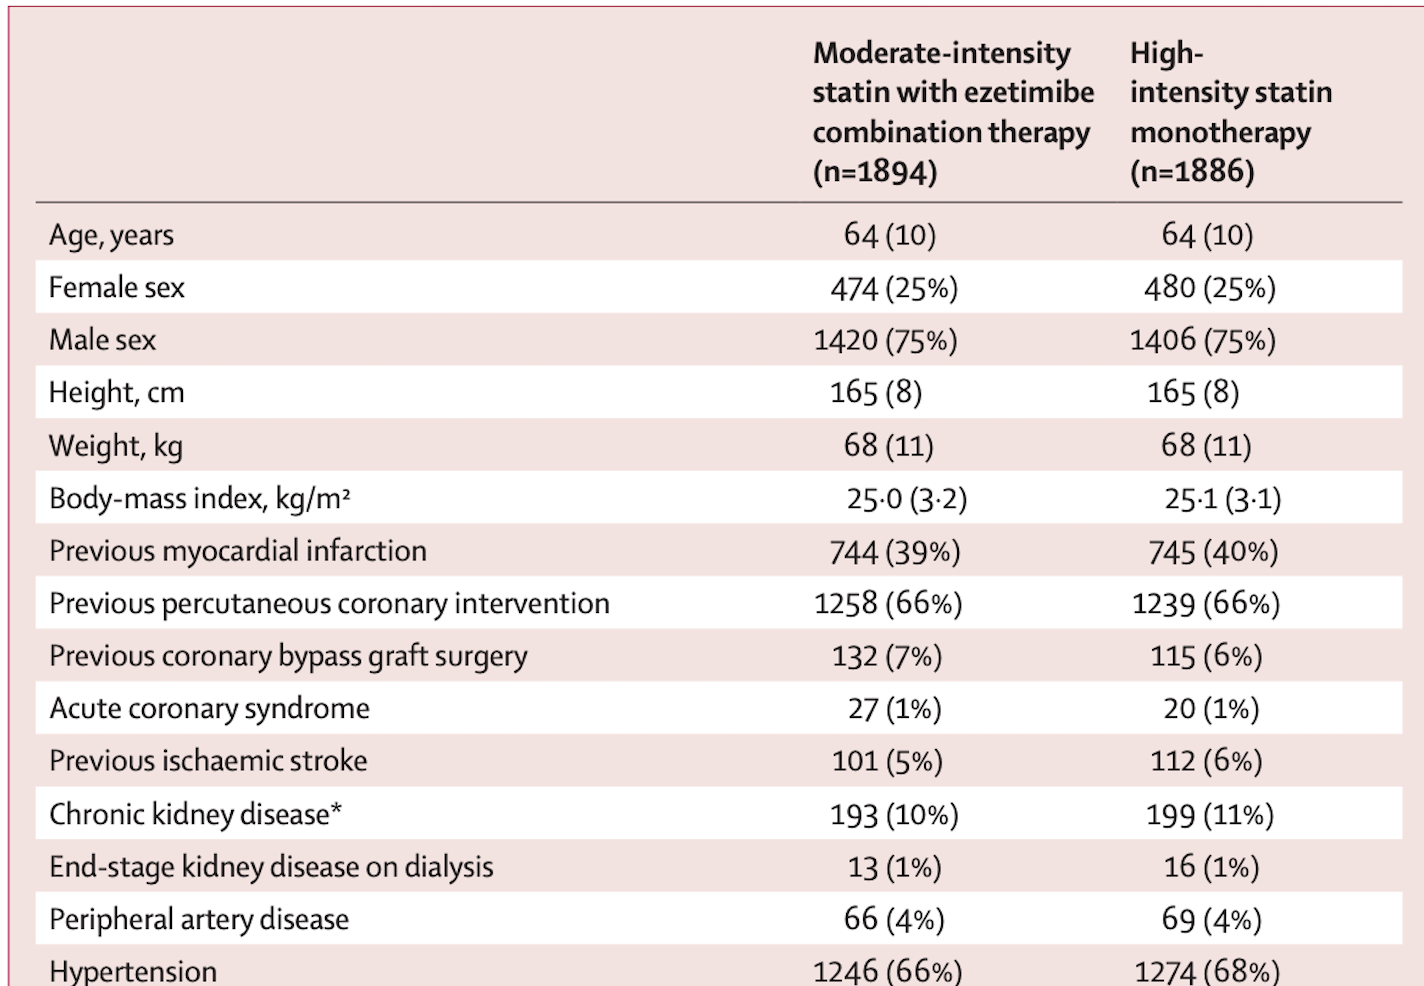 Moderate-intensity statin with ezetimibe combination therapy (n=1894) High-intensity statin monotherapy (n=1886)
Age, years 64 (10) 64 (10)
Female sex 474 (25%) 480 (25%)
Male sex 1420 (75%) 1406 (75%)
Height, cm 165 (8) 165 (8)
Weight, kg 68 (11) 68 (11)
Body-mass index, kg/m² 25·0 (3·2) 25·1 (3·1)
Previous myocardial infarction 744 (39%) 745 (40%)
Previous percutaneous coronary intervention 1258 (66%) 1239 (66%)
Previous coronary bypass graft surgery 132 (7%) 115 (6%)
Acute coronary syndrome 27 (1%) 20 (1%)
Previous ischaemic stroke 101 (5%) 112 (6%)
Chronic kidney disease* 193 (10%) 199 (11%)
End-stage kidney disease on dialysis 13 (1%) 16 (1%)
Peripheral artery disease 66 (4%) 69 (4%)
Hypertension 1246 (66%) 1274 (68%)